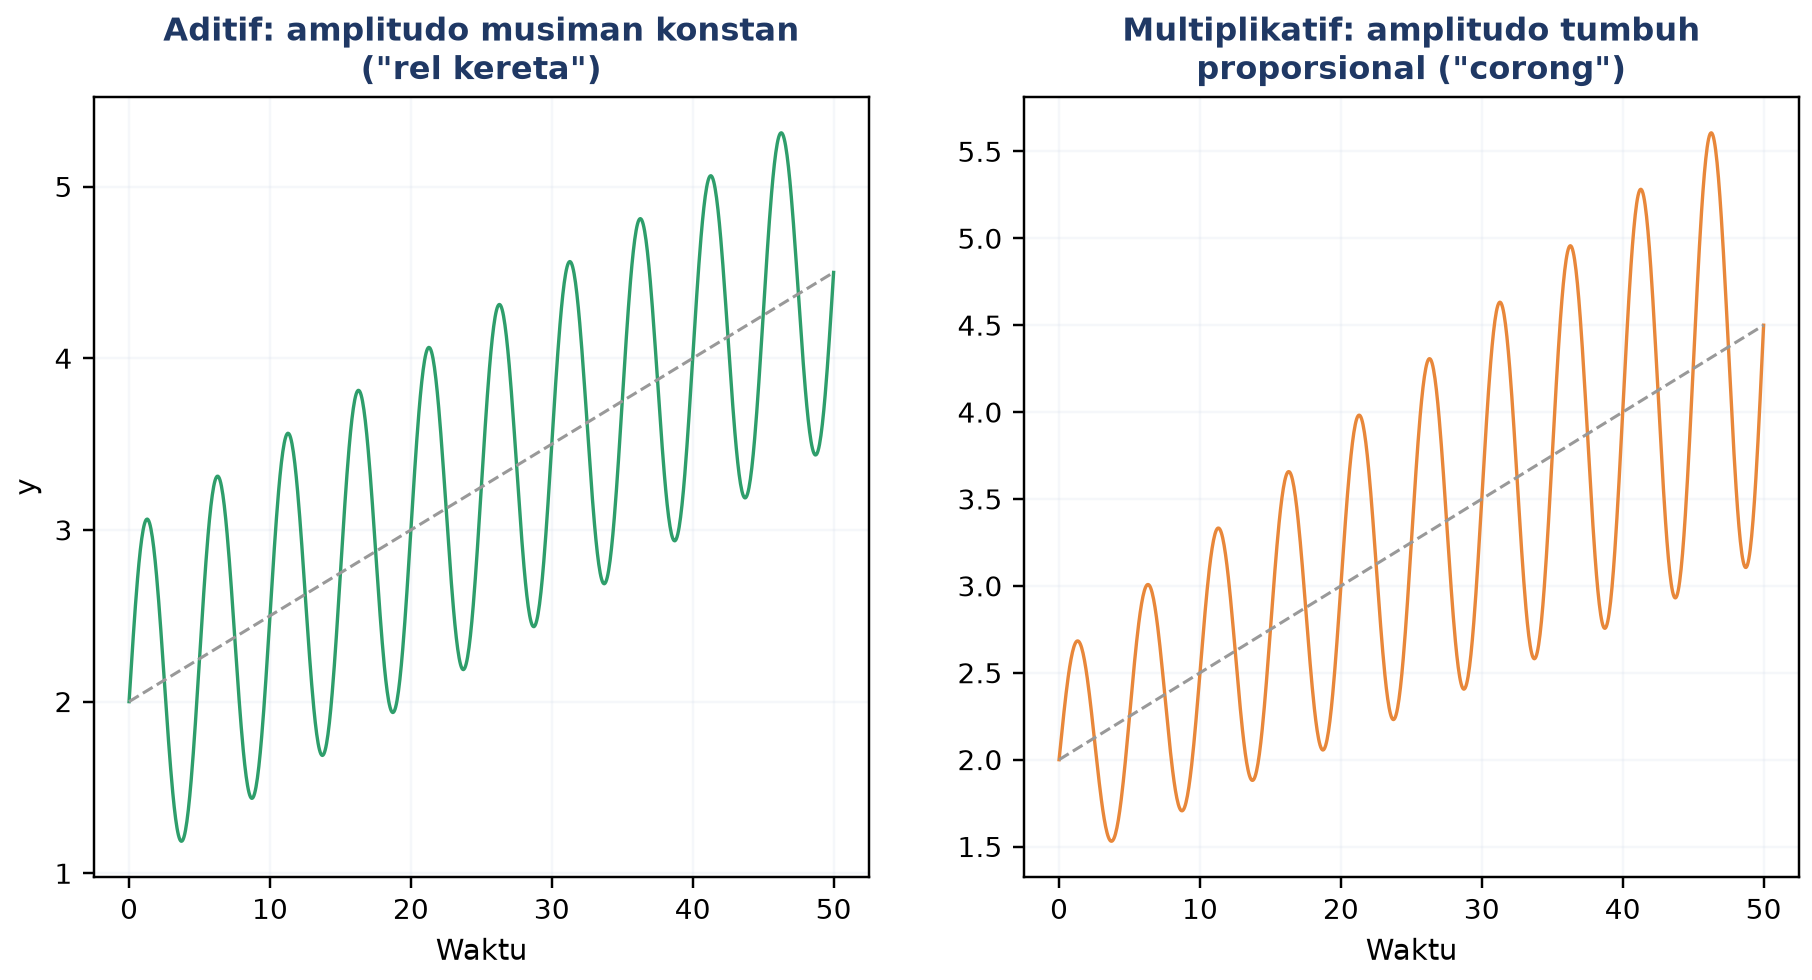 Aditif: amplitudo musiman konstan
("rel kereta")
5
4
3
2
1
y
0 10 20 30 40 50
Waktu
Multiplikatif: amplitudo tumbuh
proporsional ("corong")
5.5
5.0
4.5
4.0
3.5
3.0
2.5
2.0
1.5
0 10 20 30 40 50
Waktu